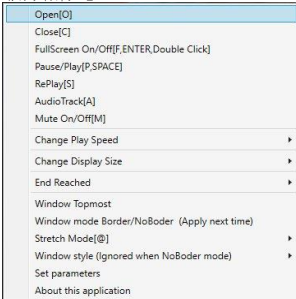 Open[O]
Close[C]
FullScreen On/Off[F,ENTER,Double Click]
Pause/Play[P,SPACE]
RePlay[S]
AudioTrack[A]
Mute On/Off[M]
Change Play Speed
Change Display Size
End Reached
Window Topmost
Window mode Border/NoBoder (Apply next time)
Stretch Mode[@]
Window style (Ignored when NoBoder mode)
Set parameters
About this application